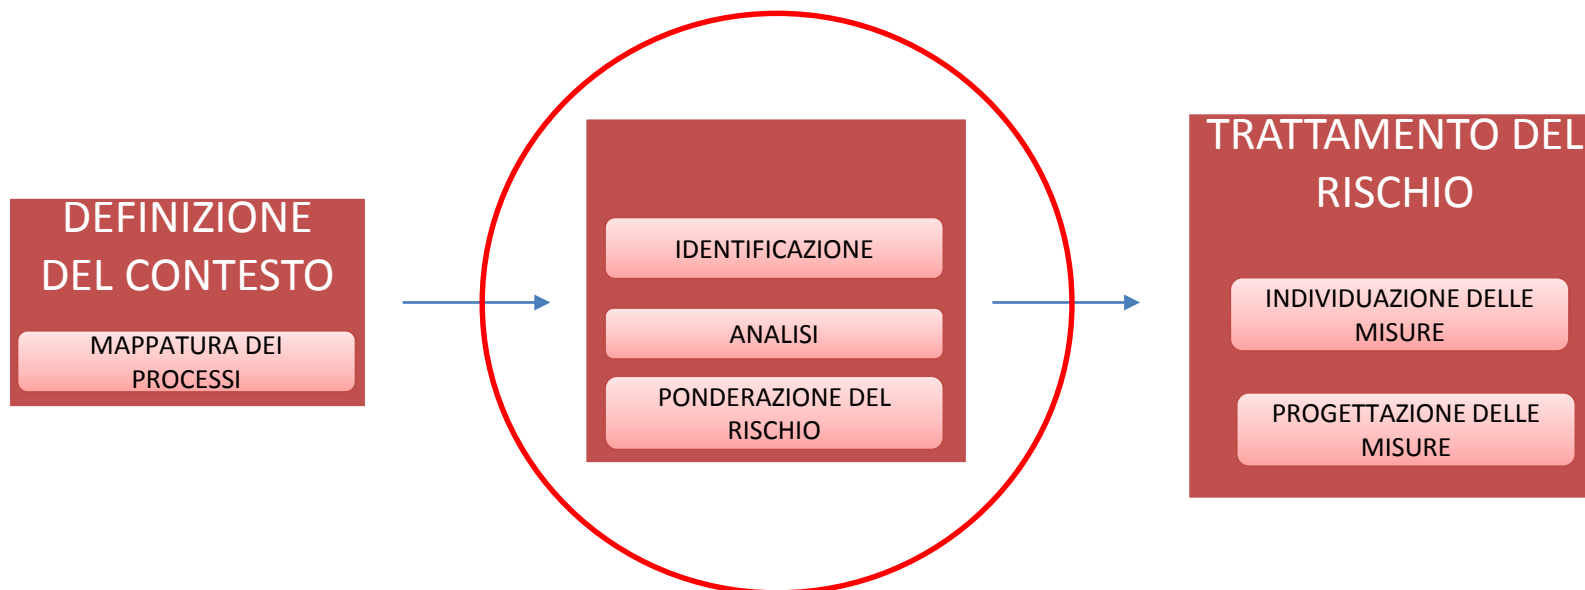 DEFINIZIONE
DEL CONTESTO
MAPPATURA DEI
PROCESSI
IDENTIFICAZIONE
ANALISI
PONDERAZIONE DEL
RISCHIO
TRATTAMENTO DEL
RISCHIO
INDIVIDUAZIONE DELLE
MISURE
PROGETTAZIONE DELLE
MISURE